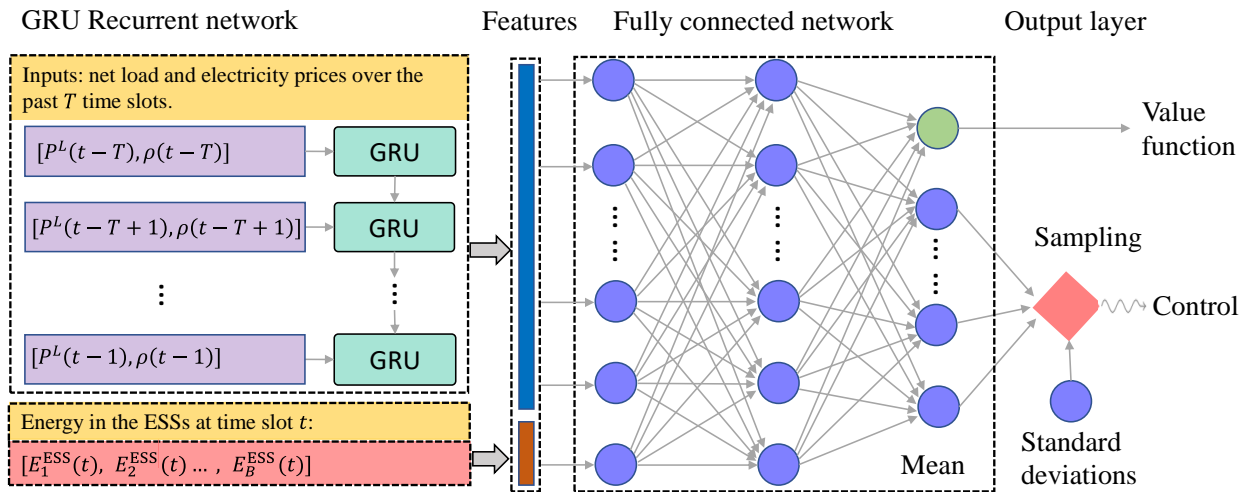 GRU Recurrent network
Features
Fully connected network
Output layer
Inputs: net load and electricity prices over the
past T time slots.
[P^L(t − T), ρ(t − T)]
GRU
[P^L(t − T + 1), ρ(t − T + 1)]
GRU
⋮
⋮
[P^L(t − 1), ρ(t − 1)]
GRU
Energy in the ESSs at time slot t:
[E_1^ESS(t), E_2^ESS(t) … , E_B^ESS(t)]
Value
function
Sampling
Control
Mean
Standard
deviations